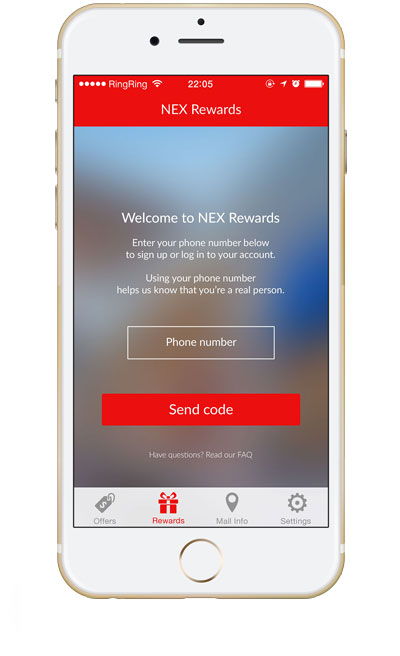 RingRing 22:05
NEX Rewards
Welcome to NEX Rewards
Enter your phone number below
to sign up or log in to your account.
Using your phone number
helps us know that you're a real person.
Phone number
Send code
Have questions? Read our FAQ
Offers Rewards Mail Info Settings